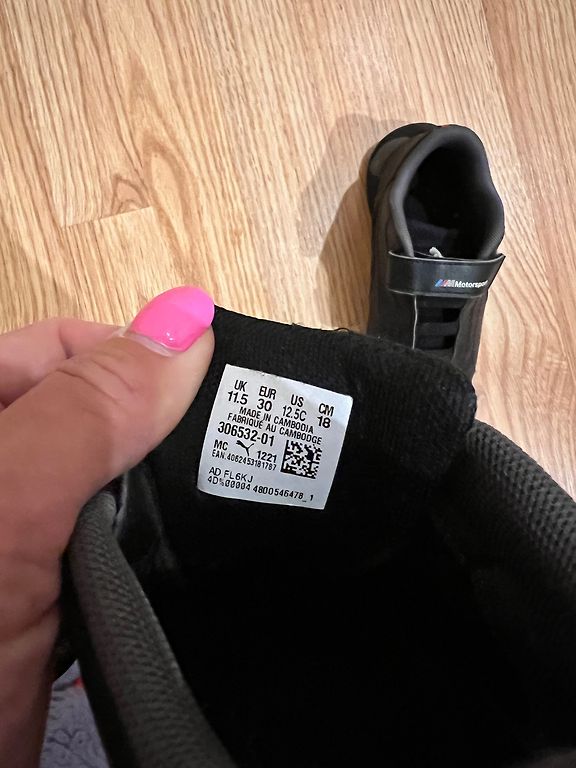 M Motorsport
UK EUR US CM
11.5 30 12.5C 18
MADE IN CAMBODIA
FABRIQUÉ AU CAMBODGE
306532-01
MC 1221
EAN.4062453181787
AD FL6KJ
4D%00004 4800546478_1